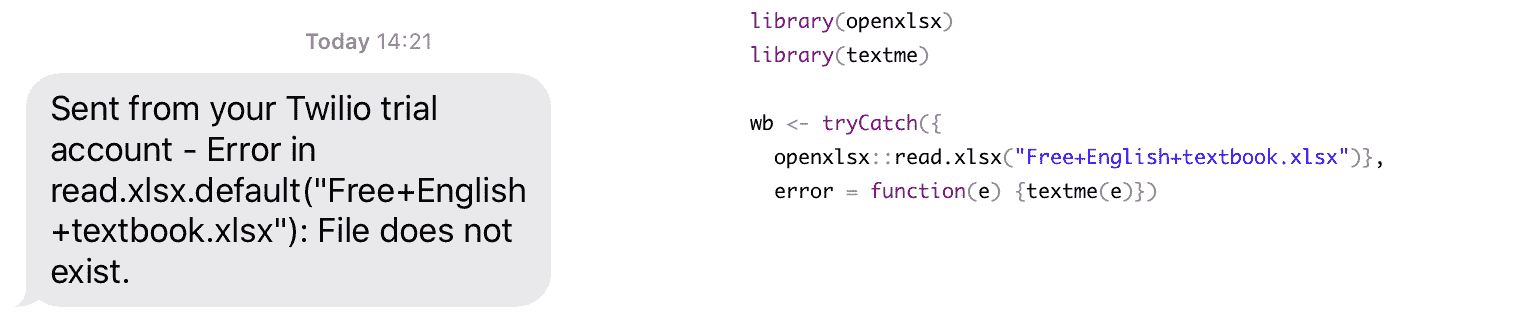 Today 14:21
Sent from your Twilio trial
account - Error in
read.xlsx.default("Free+English
+textbook.xlsx"): File does not
exist.
library(openxlsx)
library(textme)
wb <- tryCatch({
  openxlsx::read.xlsx("Free+English+textbook.xlsx")},
  error = function(e) {textme(e)})